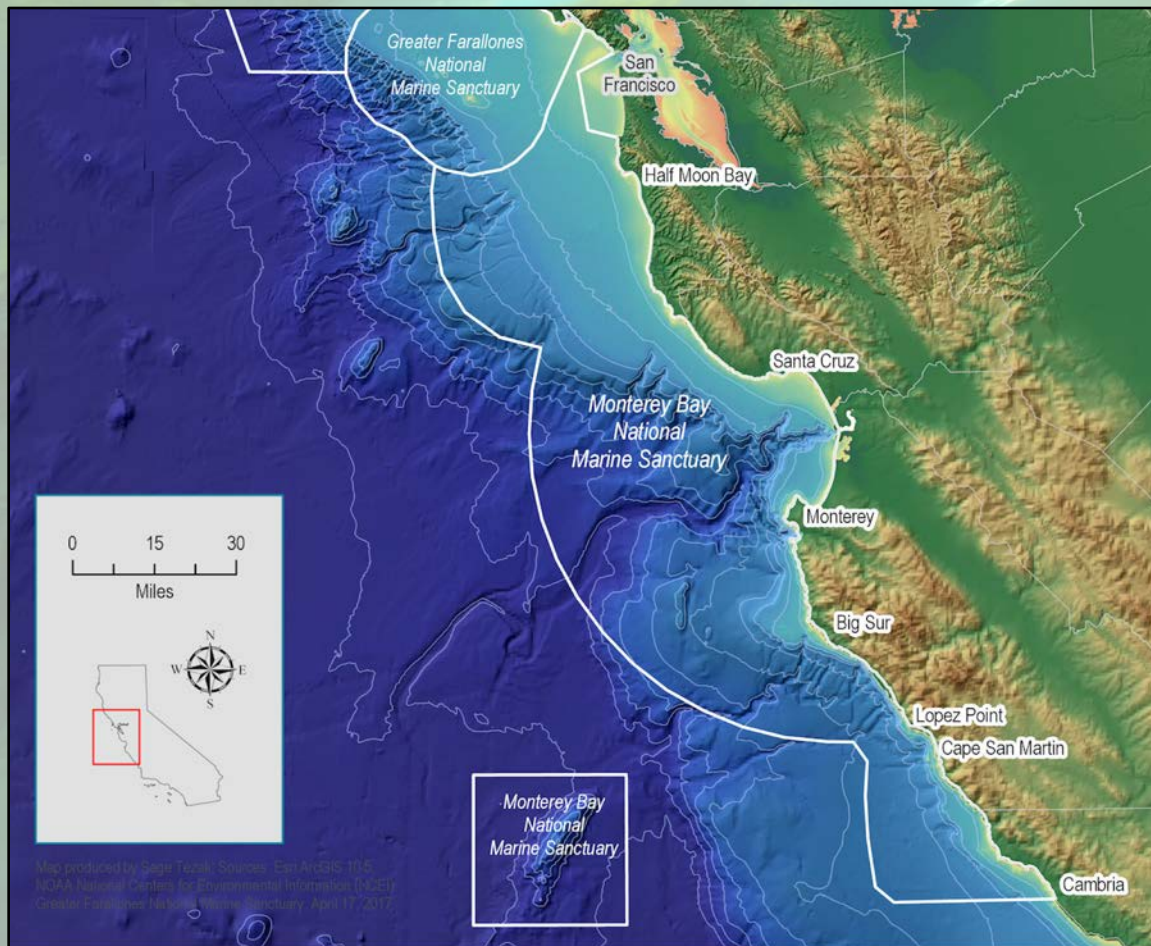 Greater Farallones
National
Marine Sanctuary
San
Francisco
Half Moon Bay
Santa Cruz
Monterey Bay
National
Marine Sanctuary
Monterey
0 15 30
Miles
N
W E
S
Big Sur
Lopez Point
Cape San Martin
Monterey Bay
National
Marine Sanctuary
Cambria
Map produced by Sage Tezak| Sources: Esri ArcGIS 10.5,
NOAA National Centers for Environmental Information (NCEI)
Greater Farallones National Marine Sanctuary. April 17, 2017